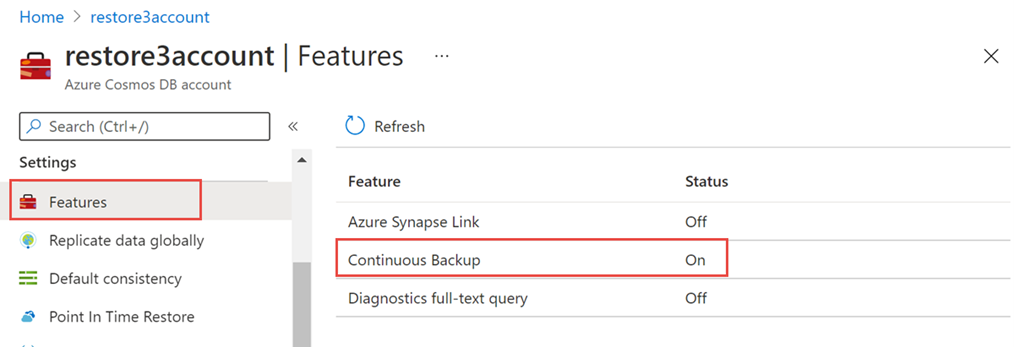 Home > restore3account
restore3account | Features ...
Azure Cosmos DB account
Search (Ctrl+/) «
Refresh
Settings
Features
Replicate data globally
Default consistency
Point In Time Restore
Feature Status
Azure Synapse Link Off
Continuous Backup On
Diagnostics full-text query Off